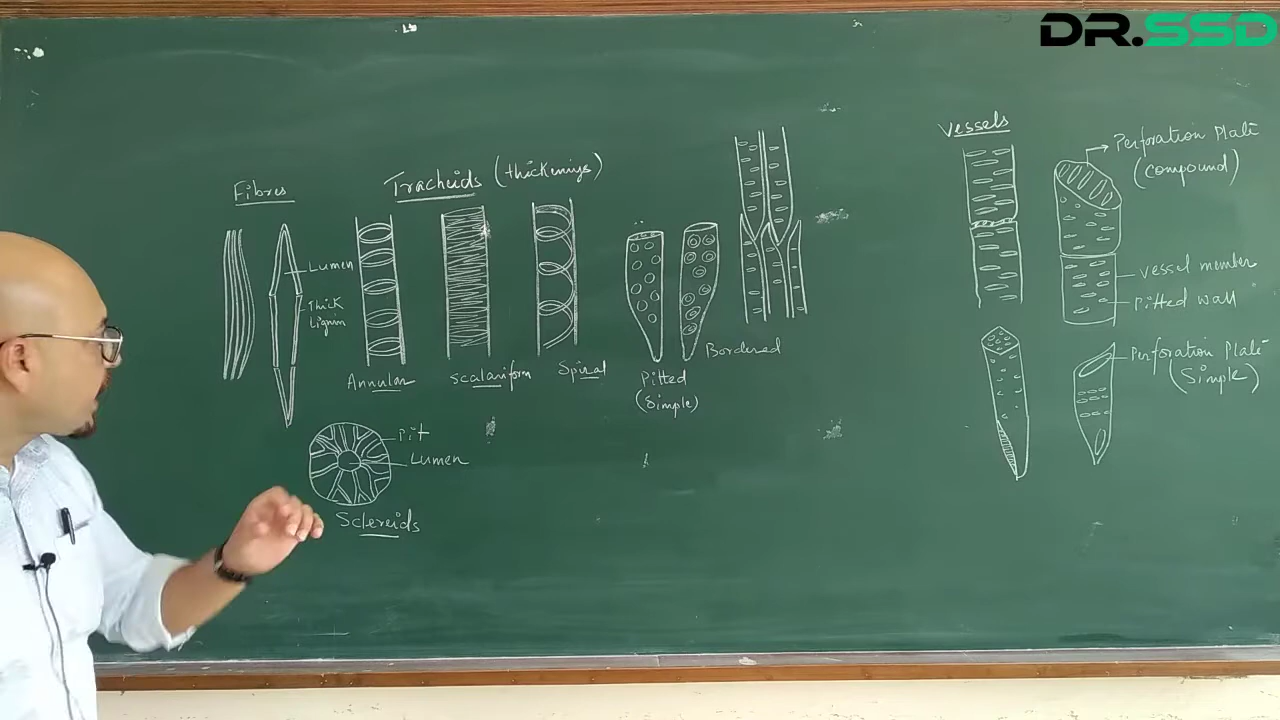 DR.SSD
Fibres
Lumen
Thick
Lignin
Tracheids (thickenings)
Annular
Scalariform
Spiral
Pitted
(Simple)
Bordered
Pit
Lumen
Sclereids
Vessels
Perforation Plate
(compound)
vessel member
Pitted wall
Perforation Plate
(Simple)